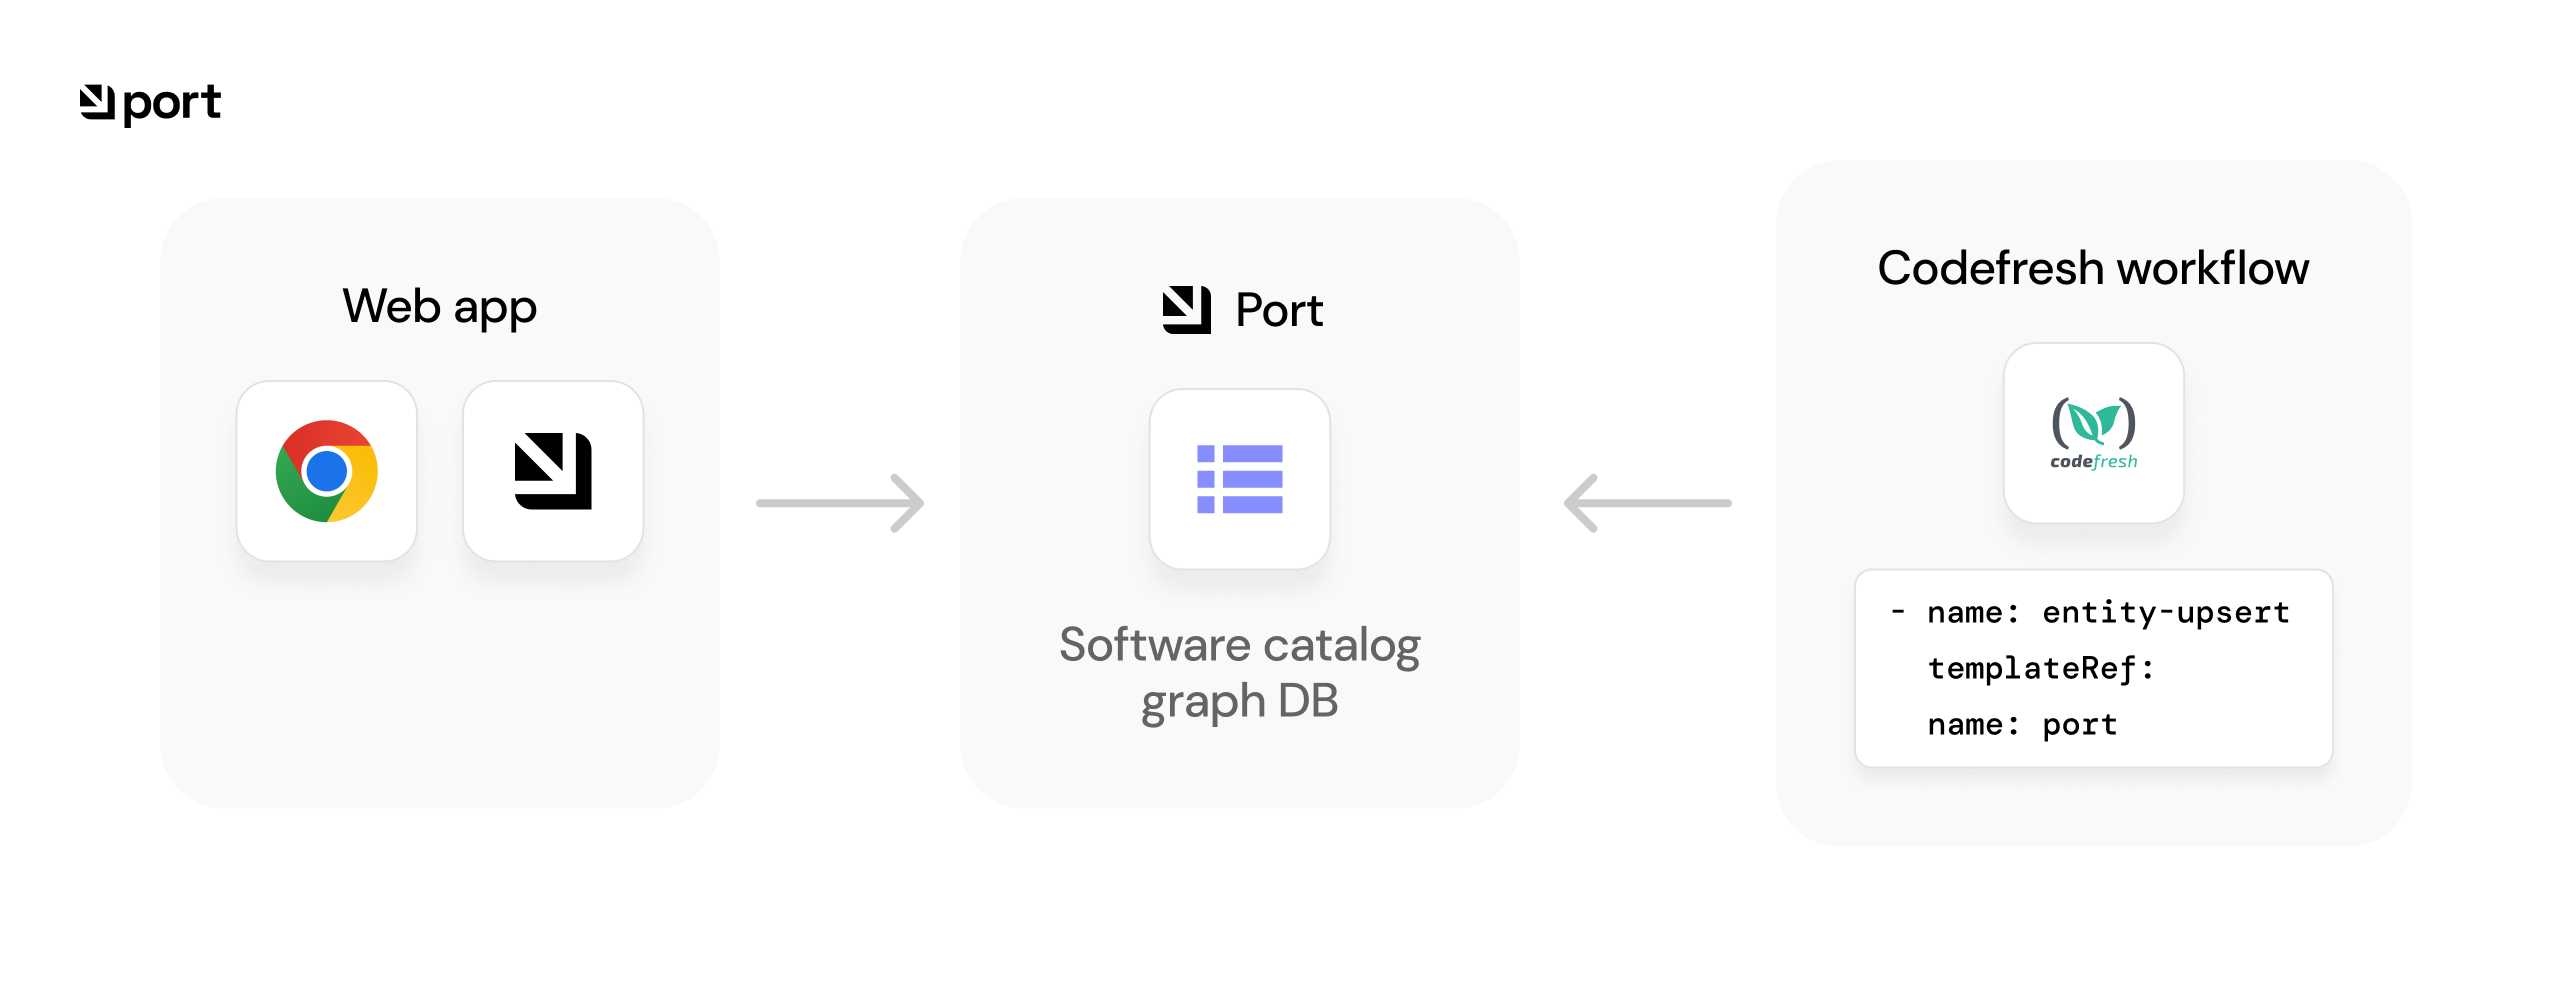 port
Web app
Port
Software catalog
graph DB
Codefresh workflow
codefresh
- name: entity-upsert
templateRef:
name: port